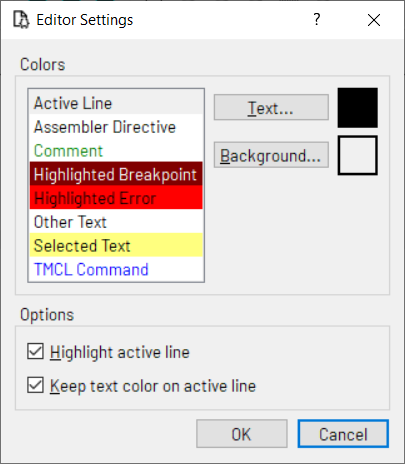 Editor Settings ?
Colors
Active Line
Assembler Directive
Comment
Highlighted Breakpoint
Highlighted Error
Other Text
Selected Text
TMCL Command
Text...
Background...
Options
Highlight active line
Keep text color on active line
OK Cancel